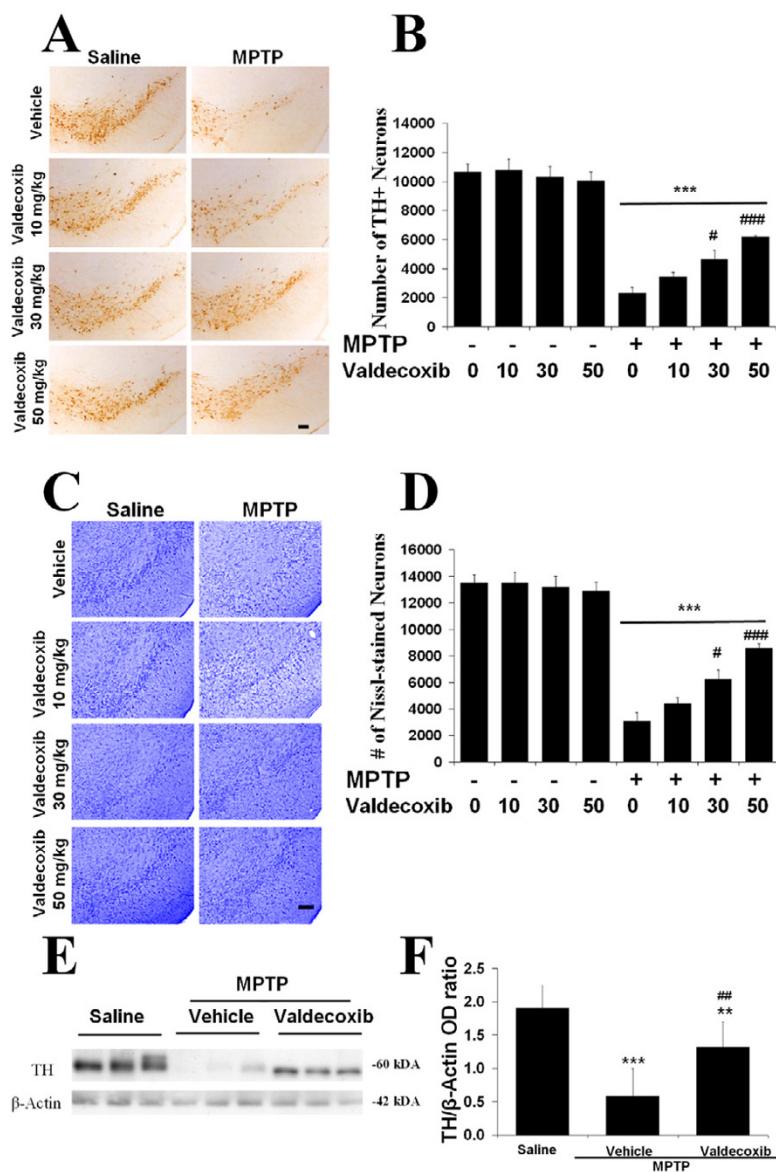 A
Saline MPTP
Vehicle
Valdecoxib
10 mg/kg
Valdecoxib
30 mg/kg
Valdecoxib
50 mg/kg
B
Number of TH+ Neurons
14000
12000
10000
8000
6000
4000
2000
0
***
#
###
MPTP - - - - + + + +
Valdecoxib 0 10 30 50 0 10 30 50
C
Saline MPTP
Vehicle
Valdecoxib
10 mg/kg
Valdecoxib
30 mg/kg
Valdecoxib
50 mg/kg
D
# of Nissl-stained Neurons
16000
14000
12000
10000
8000
6000
4000
2000
0
***
#
###
MPTP - - - - + + + +
Valdecoxib 0 10 30 50 0 10 30 50
E
MPTP
Saline Vehicle Valdecoxib
TH -60 kDA
β-Actin -42 kDA
F
TH/β-Actin OD ratio
2.5
2.0
1.5
1.0
0.5
0.0
***
##
**
Saline Vehicle Valdecoxib
MPTP